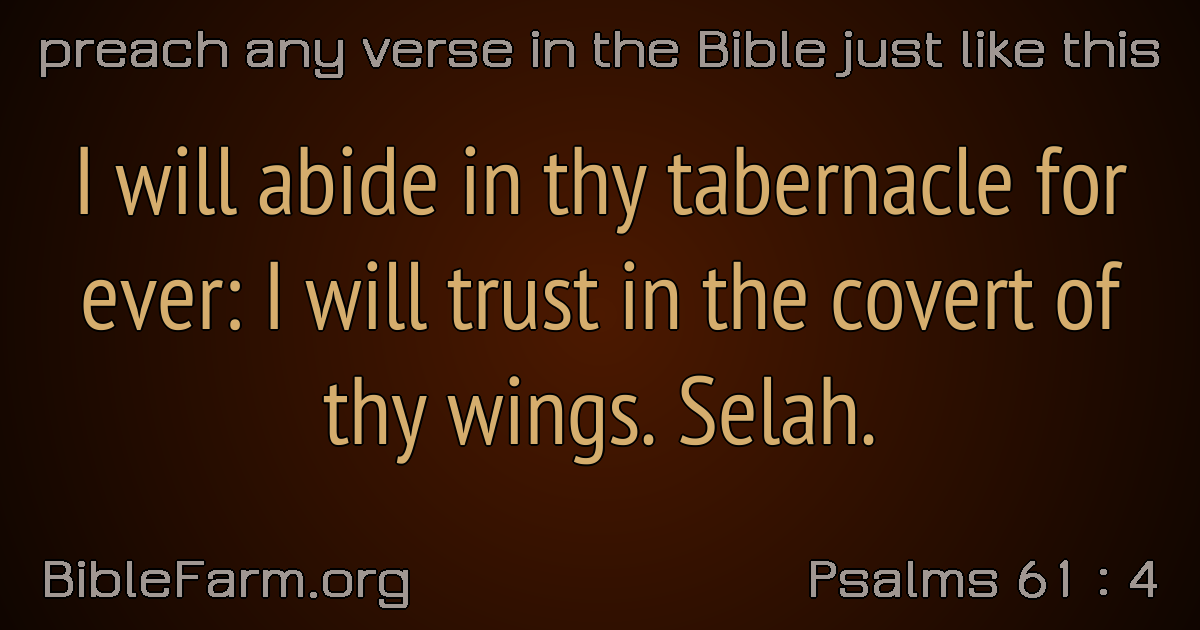 preach any verse in the Bible just like this
I will abide in thy tabernacle for
ever: I will trust in the covert of
thy wings. Selah.
BibleFarm.org
Psalms 61 : 4